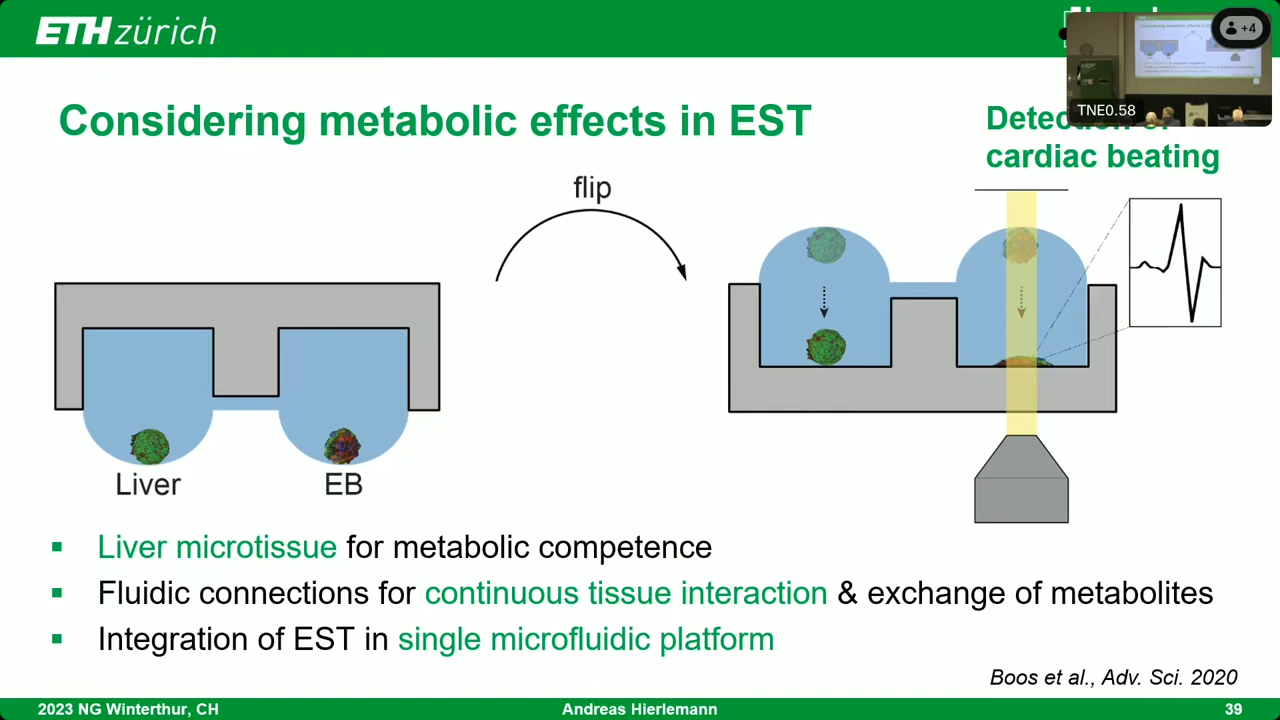 ETH zürich
+4
TNE0.58
Considering metabolic effects in EST
cardiac beating
flip
Liver
EB
▪ Liver microtissue for metabolic competence
▪ Fluidic connections for continuous tissue interaction & exchange of metabolites
▪ Integration of EST in single microfluidic platform
Boos et al., Adv. Sci. 2020
2023 NG Winterthur, CH
Andreas Hierlemann
39